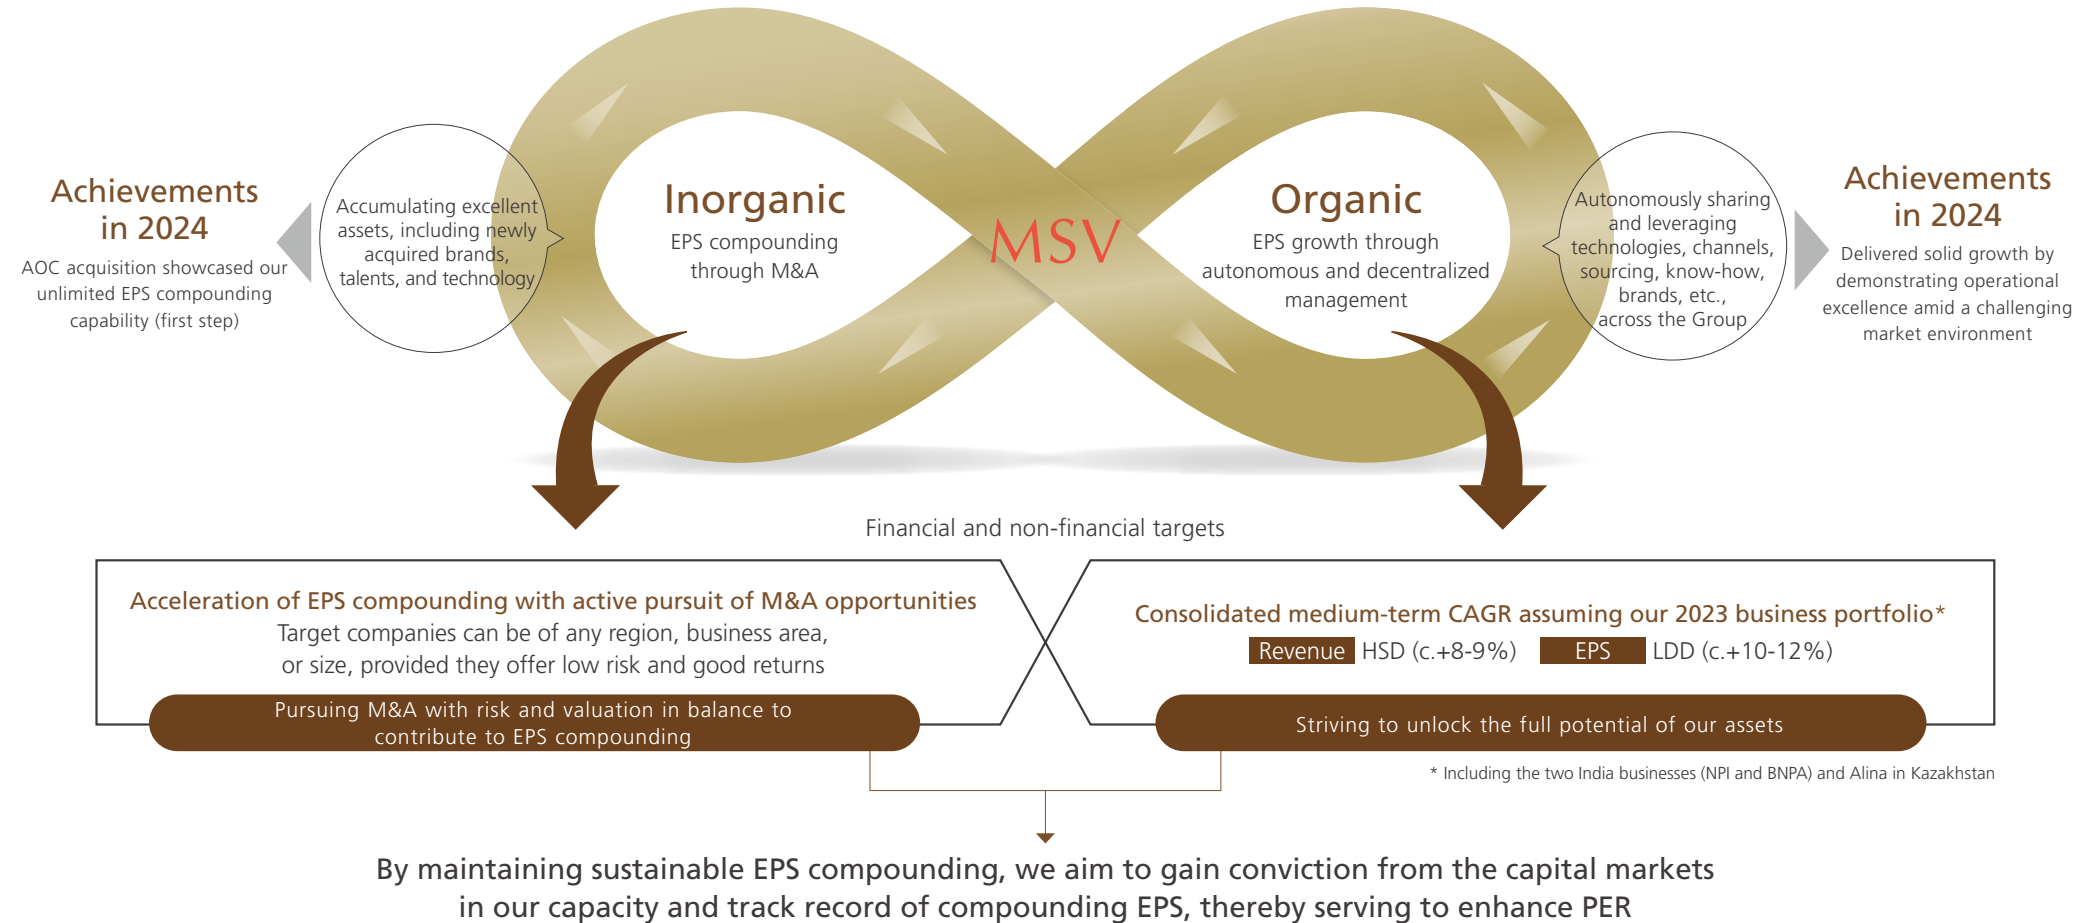 Achievements
in 2024
AOC acquisition showcased our
unlimited EPS compounding
capability (first step)
Accumulating excellent
assets, including newly
acquired brands,
talents, and technology
Inorganic
EPS compounding
through M&A
MSV
Organic
EPS growth through
autonomous and decentralized
management
Autonomously sharing
and leveraging
technologies, channels,
sourcing, know-how,
brands, etc.,
across the Group
Achievements
in 2024
Delivered solid growth by
demonstrating operational
excellence amid a challenging
market environment
Financial and non-financial targets
Acceleration of EPS compounding with active pursuit of M&A opportunities
Target companies can be of any region, business area,
or size, provided they offer low risk and good returns
Pursuing M&A with risk and valuation in balance to
contribute to EPS compounding
Consolidated medium-term CAGR assuming our 2023 business portfolio*
Revenue HSD (c.+8-9%) EPS LDD (c.+10-12%)
Striving to unlock the full potential of our assets
* Including the two India businesses (NPI and BNPA) and Alina in Kazakhstan
By maintaining sustainable EPS compounding, we aim to gain conviction from the capital markets
in our capacity and track record of compounding EPS, thereby serving to enhance PER